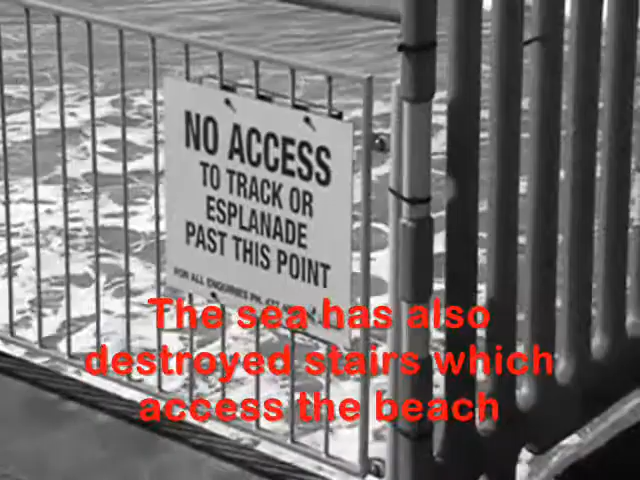 NO ACCESS
TO TRACK OR
ESPLANADE
PAST THIS POINT
FOR ALL ENQUIRIES PH.
The sea has also
destroyed stairs which
access the beach